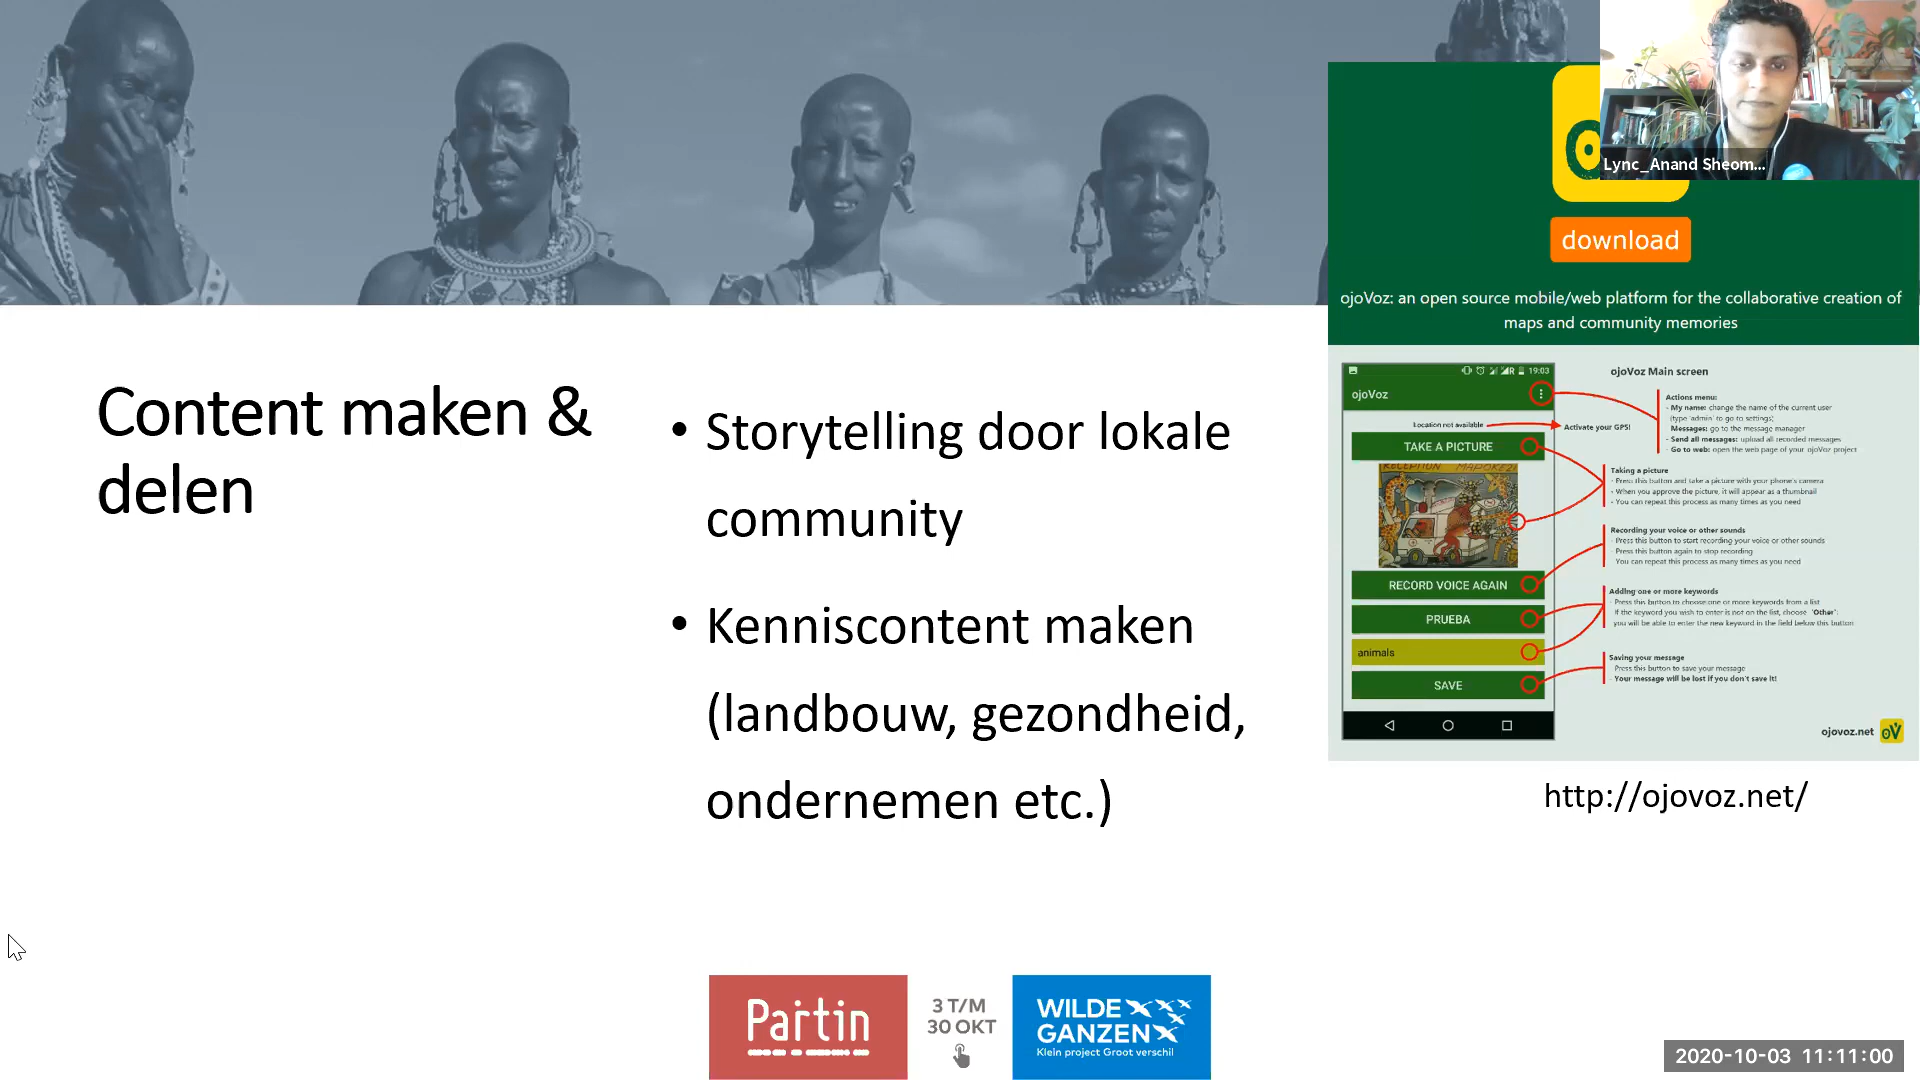 Content maken &
delen
• Storytelling door lokale
community
• Kenniscontent maken
(landbouw, gezondheid,
ondernemen etc.)
Lync_Anand Sheom...
download
ojoVoz: an open source mobile/web platform for the collaborative creation of
maps and community memories
19:03
ojoVoz
Location not available
Activate your GPS!
TAKE A PICTURE
RECEPTION MAPOKEZI
RECORD VOICE AGAIN
PRUEBA
animals
SAVE
ojoVoz Main screen
Actions menu:
- My name: change the name of the current user
(type 'admin' to go to settings)
Messages: go to the message manager
- Send all messages: upload all recorded messages
- Go to web: open the web page of your ojoVoz project
Taking a picture
- Press this button and take a picture with your phone's camera
- When you approve the picture, it will appear as a thumbnail
- You can repeat this process as many times as you need
Recording your voice or other sounds
- Press this button to start recording your voice or other sounds
- Press this button again to stop recording
You can repeat this process as many times as you need
Adding one or more keywords
- Press this button to choose one or more keywords from a list
If the keyword you wish to enter is not on the list, choose "Other":
you will be able to enter the new keyword in the field below this button
Saving your message
Press this button to save your message
- Your message will be lost if you don't save it!
ojovoz.net
oV
http://ojovoz.net/
Partin
3 T/M
30 OKT
WILDE
GANZEN
Klein project Groot verschil
2020-10-03 11:11:00